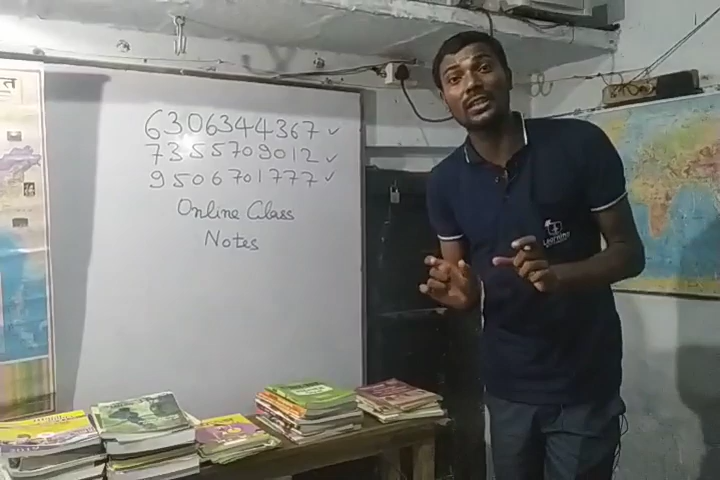 6306344367 ✓
7355709012 ✓
9506701777 ✓
Online Class
Notes